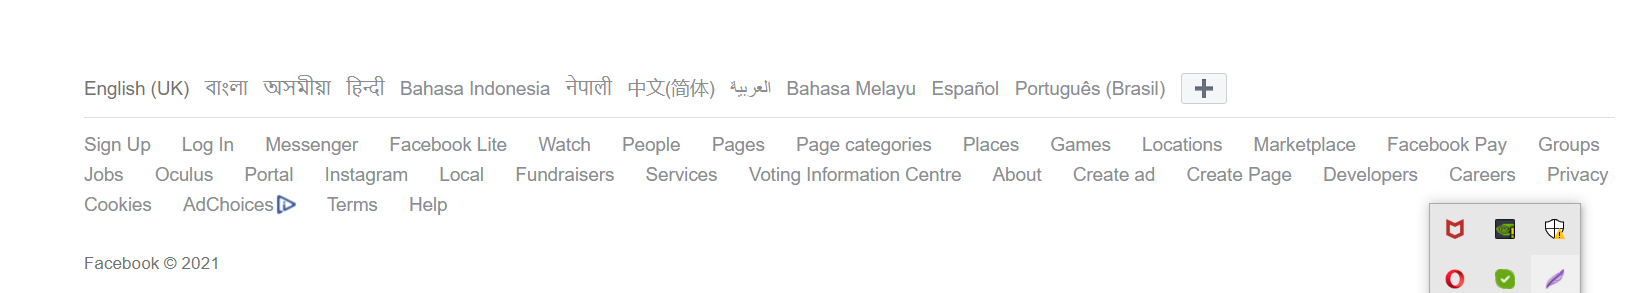 English (UK) বাংলা অসমীয়া हिन्दी Bahasa Indonesia नेपाली 中文(简体) العربية Bahasa Melayu Español Português (Brasil)
Sign Up Log In Messenger Facebook Lite Watch People Pages Page categories Places Games Locations Marketplace Facebook Pay Groups
Jobs Oculus Portal Instagram Local Fundraisers Services Voting Information Centre About Create ad Create Page Developers Careers Privacy
Cookies AdChoices Terms Help
Facebook © 2021